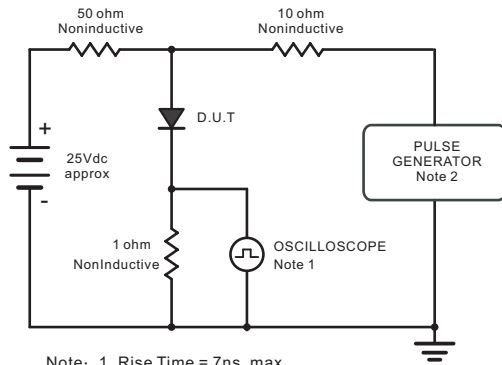 50 ohm
Noninductive
10 ohm
Noninductive
D.U.T
+
25Vdc
approx
-
PULSE
GENERATOR
Note 2
1 ohm
NonInductive
OSCILLOSCOPE
Note 1
Note: 1. Rise Time = 7ns, max.